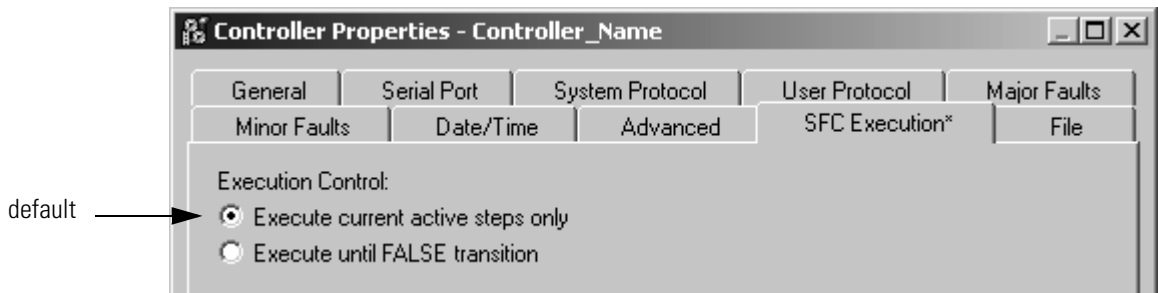 Controller Properties - Controller_Name
General Serial Port System Protocol User Protocol Major Faults
Minor Faults Date/Time Advanced SFC Execution* File
Execution Control:
default
Execute current active steps only
Execute until FALSE transition